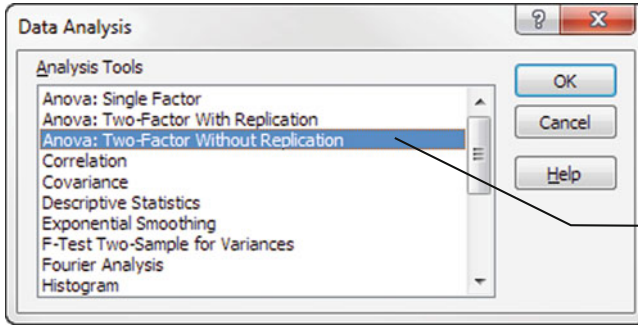 Data Analysis
?
X
Analysis Tools
OK
Anova: Single Factor
Anova: Two-Factor With Replication
Cancel
Anova: Two-Factor Without Replication
Correlation
Covariance
Help
Descriptive Statistics
Exponential Smoothing
F-Test Two-Sample for Variances
Fourier Analysis
Histogram